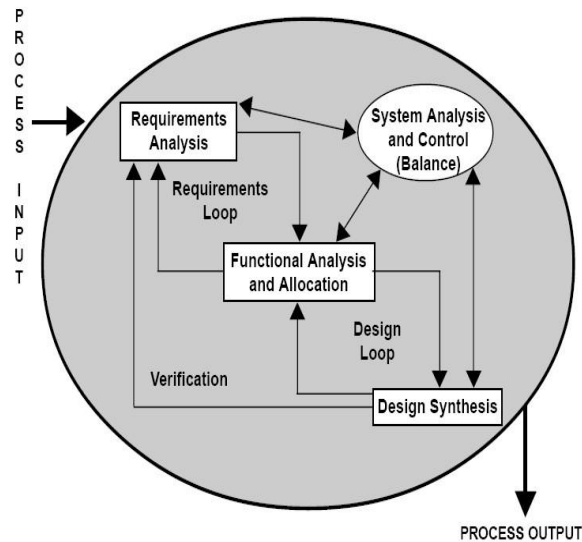 PROCESS INPUT
Requirements
Analysis
System Analysis
and Control
(Balance)
Requirements
Loop
Functional Analysis
and Allocation
Design
Loop
Verification
Design Synthesis
PROCESS OUTPUT